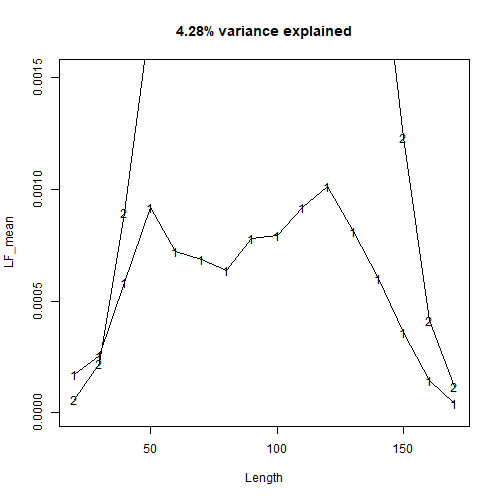 4.28% variance explained
0.0015
0.0010
0.0005
0.0000
LF_mean
2 2 2 2 2 2
1 1 1 1 1 1 1 1 1 1 1 1 1 1 1 1
50 100 150
Length